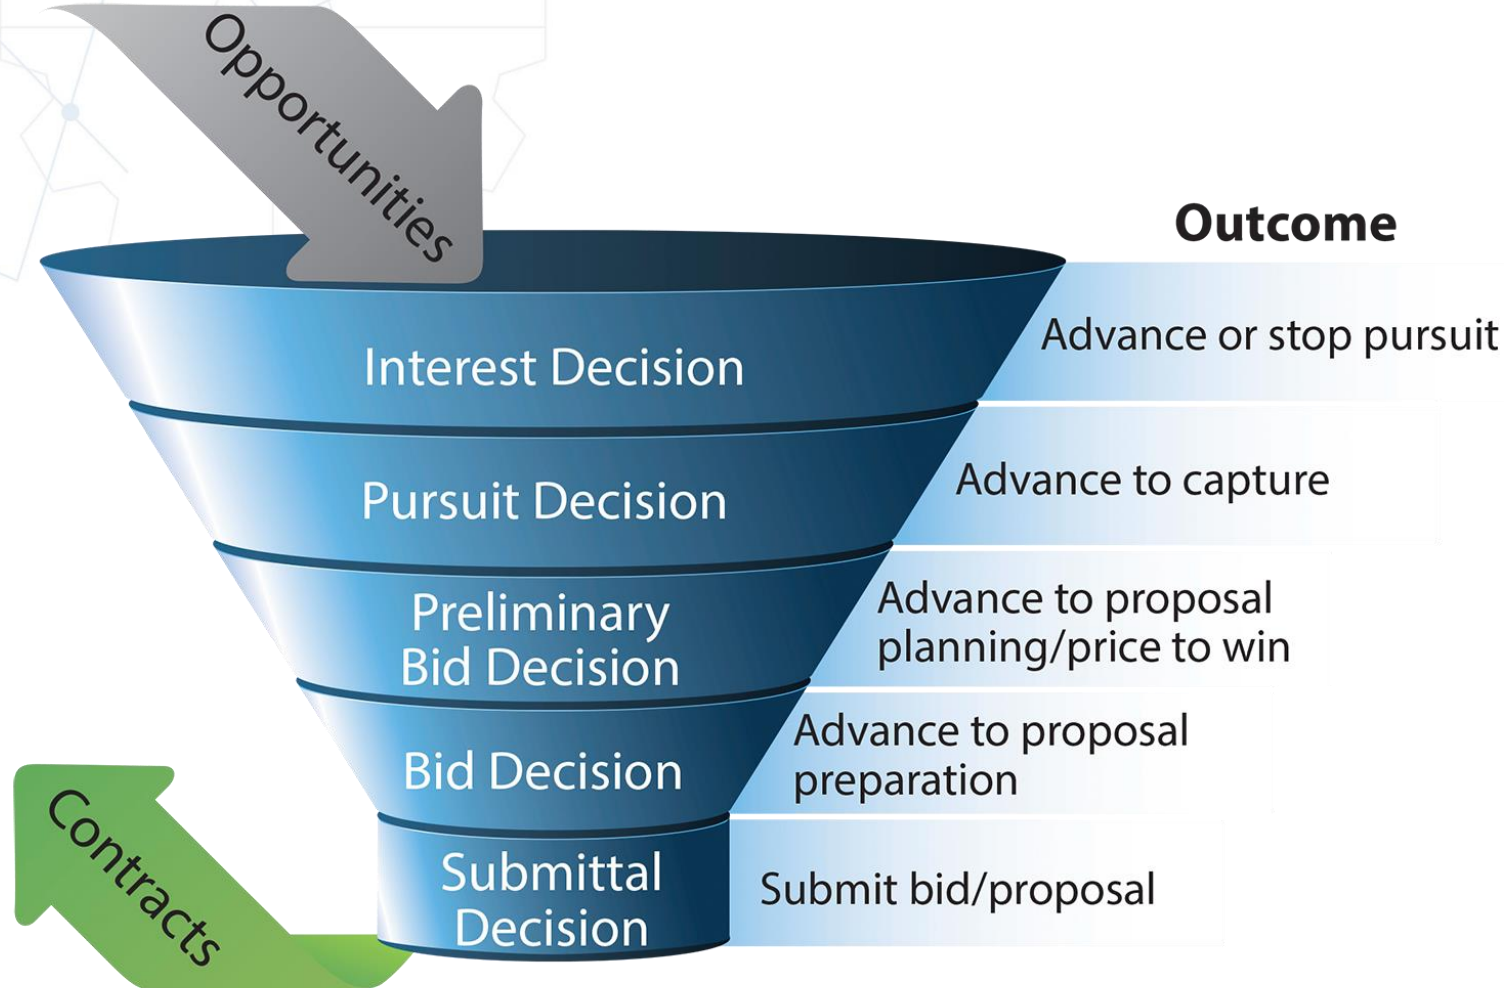 Opportunities
Outcome
Interest Decision
Advance or stop pursuit
Pursuit Decision
Advance to capture
Preliminary
Bid Decision
Advance to proposal
planning/price to win
Bid Decision
Advance to proposal
preparation
Submittal
Decision
Submit bid/proposal
Contracts